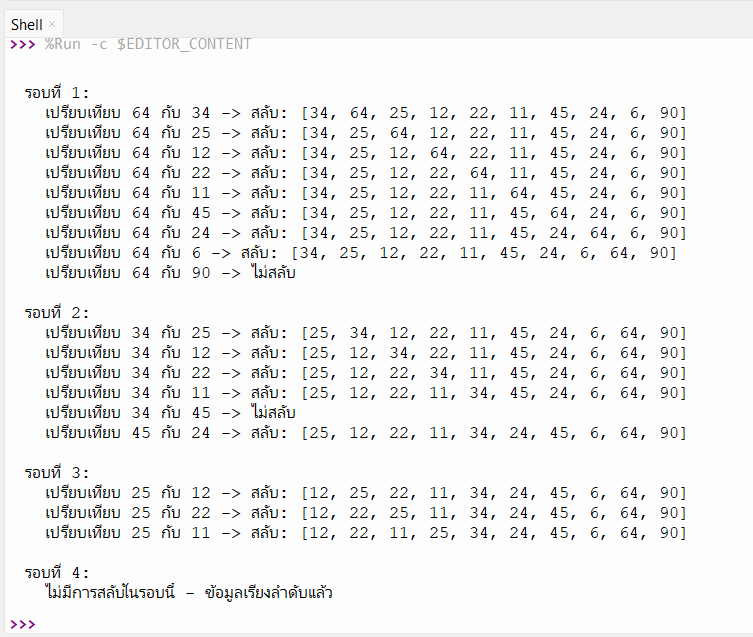 Shell ×
>>> %Run -c $EDITOR_CONTENT
รอบที่ 1:
เปรียบเทียบ 64 กับ 34 -> สลับ: [34, 64, 25, 12, 22, 11, 45, 24, 6, 90]
เปรียบเทียบ 64 กับ 25 -> สลับ: [34, 25, 64, 12, 22, 11, 45, 24, 6, 90]
เปรียบเทียบ 64 กับ 12 -> สลับ: [34, 25, 12, 64, 22, 11, 45, 24, 6, 90]
เปรียบเทียบ 64 กับ 22 -> สลับ: [34, 25, 12, 22, 64, 11, 45, 24, 6, 90]
เปรียบเทียบ 64 กับ 11 -> สลับ: [34, 25, 12, 22, 11, 64, 45, 24, 6, 90]
เปรียบเทียบ 64 กับ 45 -> สลับ: [34, 25, 12, 22, 11, 45, 64, 24, 6, 90]
เปรียบเทียบ 64 กับ 24 -> สลับ: [34, 25, 12, 22, 11, 45, 24, 64, 6, 90]
เปรียบเทียบ 64 กับ 6 -> สลับ: [34, 25, 12, 22, 11, 45, 24, 6, 64, 90]
เปรียบเทียบ 64 กับ 90 -> ไม่สลับ
รอบที่ 2:
เปรียบเทียบ 34 กับ 25 -> สลับ: [25, 34, 12, 22, 11, 45, 24, 6, 64, 90]
เปรียบเทียบ 34 กับ 12 -> สลับ: [25, 12, 34, 22, 11, 45, 24, 6, 64, 90]
เปรียบเทียบ 34 กับ 22 -> สลับ: [25, 12, 22, 34, 11, 45, 24, 6, 64, 90]
เปรียบเทียบ 34 กับ 11 -> สลับ: [25, 12, 22, 11, 34, 45, 24, 6, 64, 90]
เปรียบเทียบ 34 กับ 45 -> ไม่สลับ
เปรียบเทียบ 45 กับ 24 -> สลับ: [25, 12, 22, 11, 34, 24, 45, 6, 64, 90]
รอบที่ 3:
เปรียบเทียบ 25 กับ 12 -> สลับ: [12, 25, 22, 11, 34, 24, 45, 6, 64, 90]
เปรียบเทียบ 25 กับ 22 -> สลับ: [12, 22, 25, 11, 34, 24, 45, 6, 64, 90]
เปรียบเทียบ 25 กับ 11 -> สลับ: [12, 22, 11, 25, 34, 24, 45, 6, 64, 90]
รอบที่ 4:
ไม่มีการสลับในรอบนี้ - ข้อมูลเรียงลำดับแล้ว
>>>